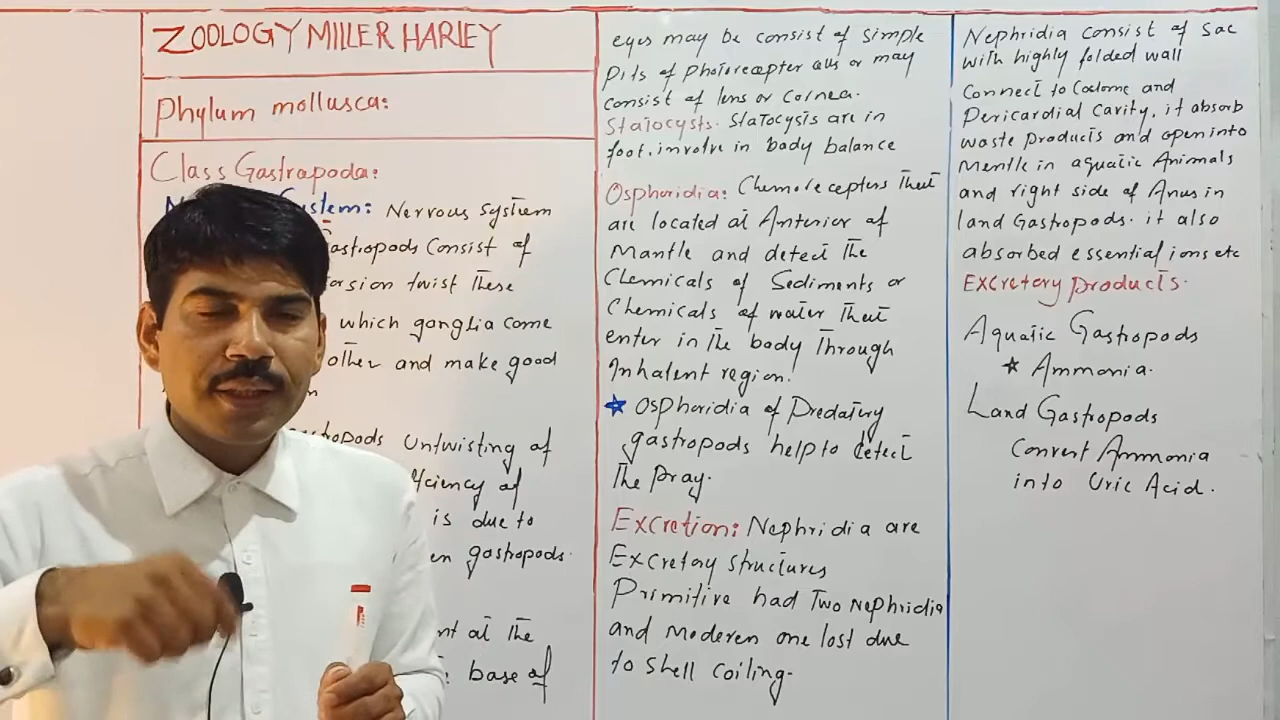 ZOOLOGY MILLER HARLEY
Phylum mollusca:
Class Gastrapoda:
System: Nervous system
Gastropods Consist of
torsion twist These
which ganglia come
other and make good
Untwisting of
is due to
gastropods.
at the
base of
eyes may be consist of simple
pits of photorecepter cells or may
consist of lens or Cornea.
Statocysts. Statocysts are in
foot. involve in body balance
Osphoridia: Chemorecepters That
are located at Anterior of
Mantle and detect The
Chemicals of Sediments or
Chemicals of water That
enter in The body Through
Inhalent region.
★ Osphoridia of Predatury
gastropods help to detect
The pray.
Excretion: Nephridia are
Excretory structures
Primitive had Two Nephridia
and Moderen one lost due
to shell coiling.
Nephridia consist of Sac
with highly folded wall
Connect to Coelome and
Pericardial Cavity, it absorb
waste products and open into
Mentle in aquatic Animals
and right side of Anus in
land Gastropods. it also
absorbed essential ions etc
Excretory products.
Aquatic Gastropods
★ Ammonia.
Land Gastropods
Convert Ammonia
into Uric Acid.